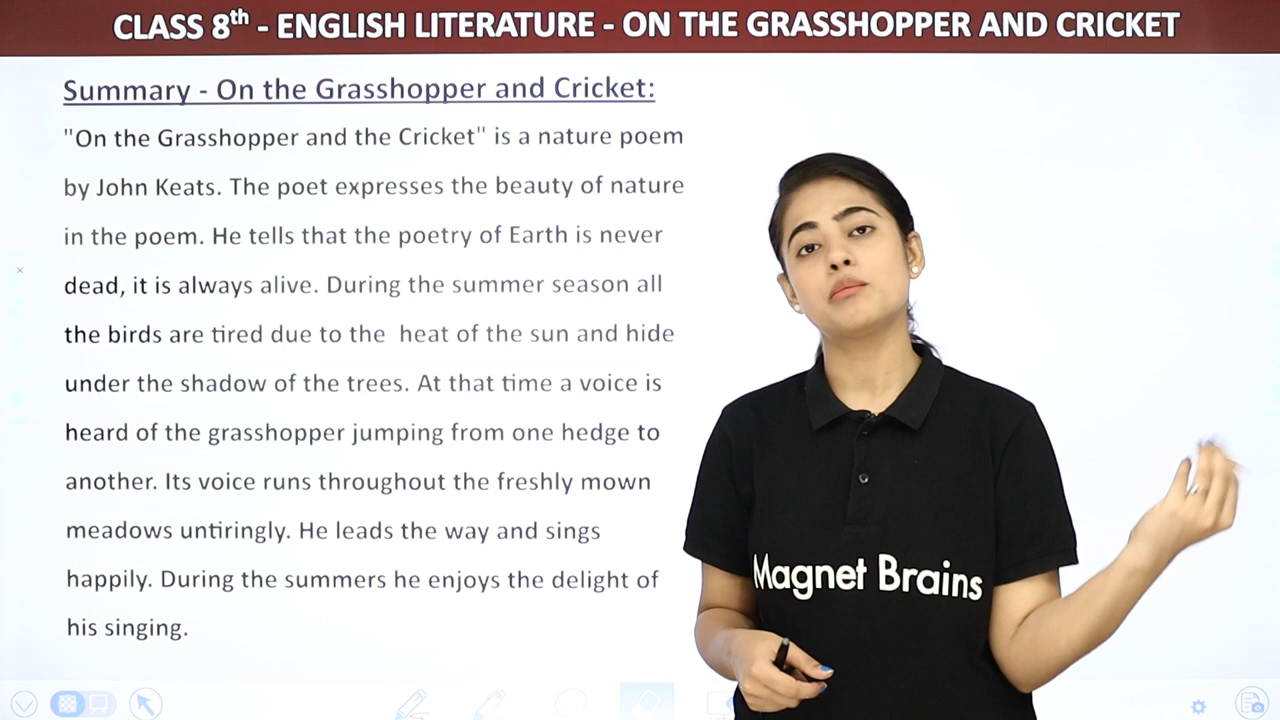 CLASS 8th - ENGLISH LITERATURE - ON THE GRASSHOPPER AND CRICKET
Summary - On the Grasshopper and Cricket:
"On the Grasshopper and the Cricket" is a nature poem
by John Keats. The poet expresses the beauty of nature
in the poem. He tells that the poetry of Earth is never
dead, it is always alive. During the summer season all
the birds are tired due to the heat of the sun and hide
under the shadow of the trees. At that time a voice is
heard of the grasshopper jumping from one hedge to
another. Its voice runs throughout the freshly mown
meadows untiringly. He leads the way and sings
happily. During the summers he enjoys the delight of
his singing.
Magnet Brains